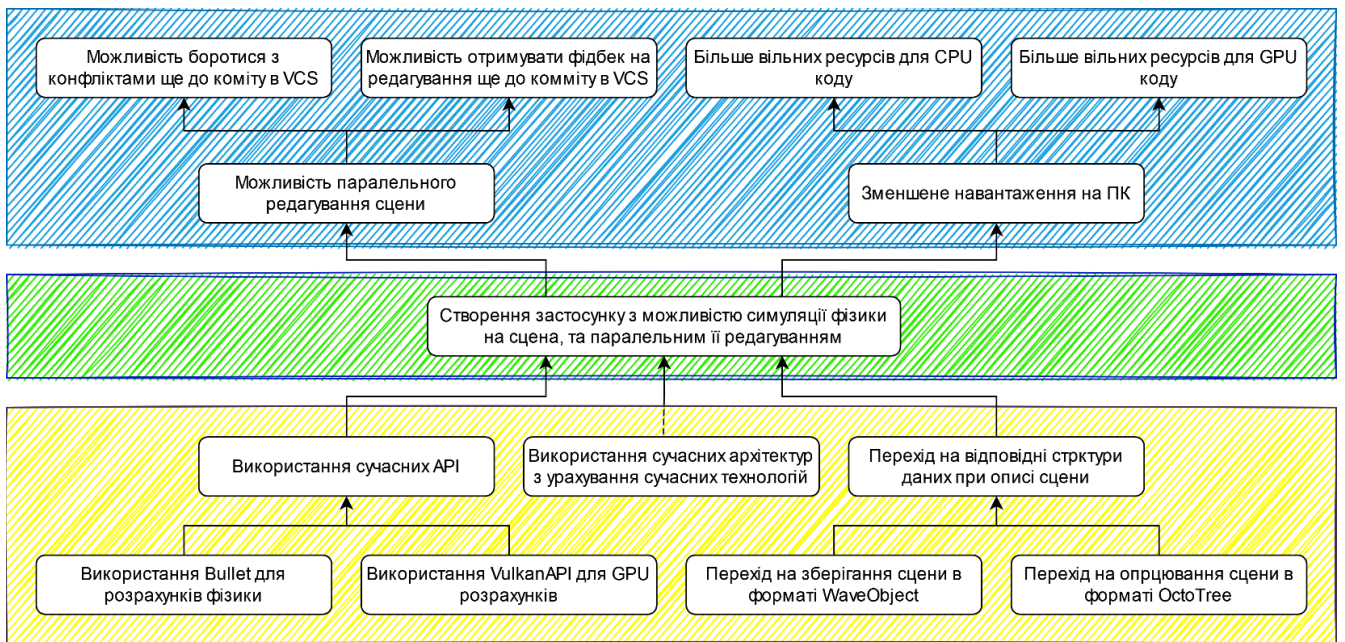 Можливість боротися з
конфліктами ще до коміту в VCS
Можливість отримувати фідбек на
редагування ще до комміту в VCS
Більше вільних ресурсів для CPU
коду
Більше вільних ресурсів для GPU
коду
Можливість паралельного
редагування сцени
Зменшене навантаження на ПК
Створення застосунку з можливістю симуляції фізики
на сцена, та паралельним її редагуванням
Використання сучасних API
Використання сучасних архітектур
з урахування сучасних технологій
Перехід на відповідні стрктури
даних при описі сцени
Використання Bullet для
розрахунків фізики
Використання VulkanAPI для GPU
розрахунків
Перехід на зберігання сцени в
форматі WaveObject
Перехід на опрцювання сцени в
форматі OctoTree